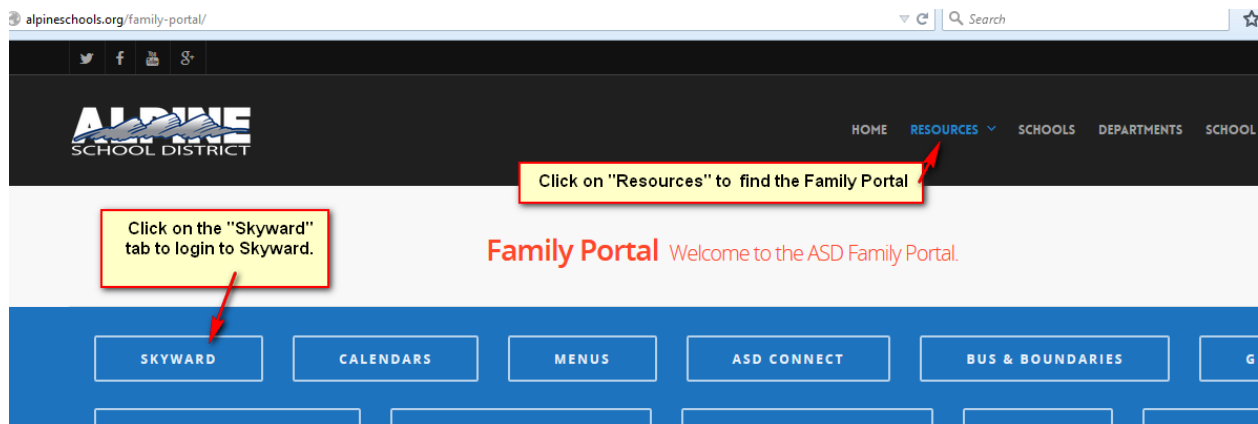 alpineschools.org/family-portal/
Search
You
Tube
ALPINE
SCHOOL DISTRICT
HOME RESOURCES SCHOOLS DEPARTMENTS SCHOOL
Click on "Resources" to find the Family Portal
Click on the "Skyward"
tab to login to Skyward.
Family Portal Welcome to the ASD Family Portal.
SKYWARD CALENDARS MENUS ASD CONNECT BUS & BOUNDARIES G